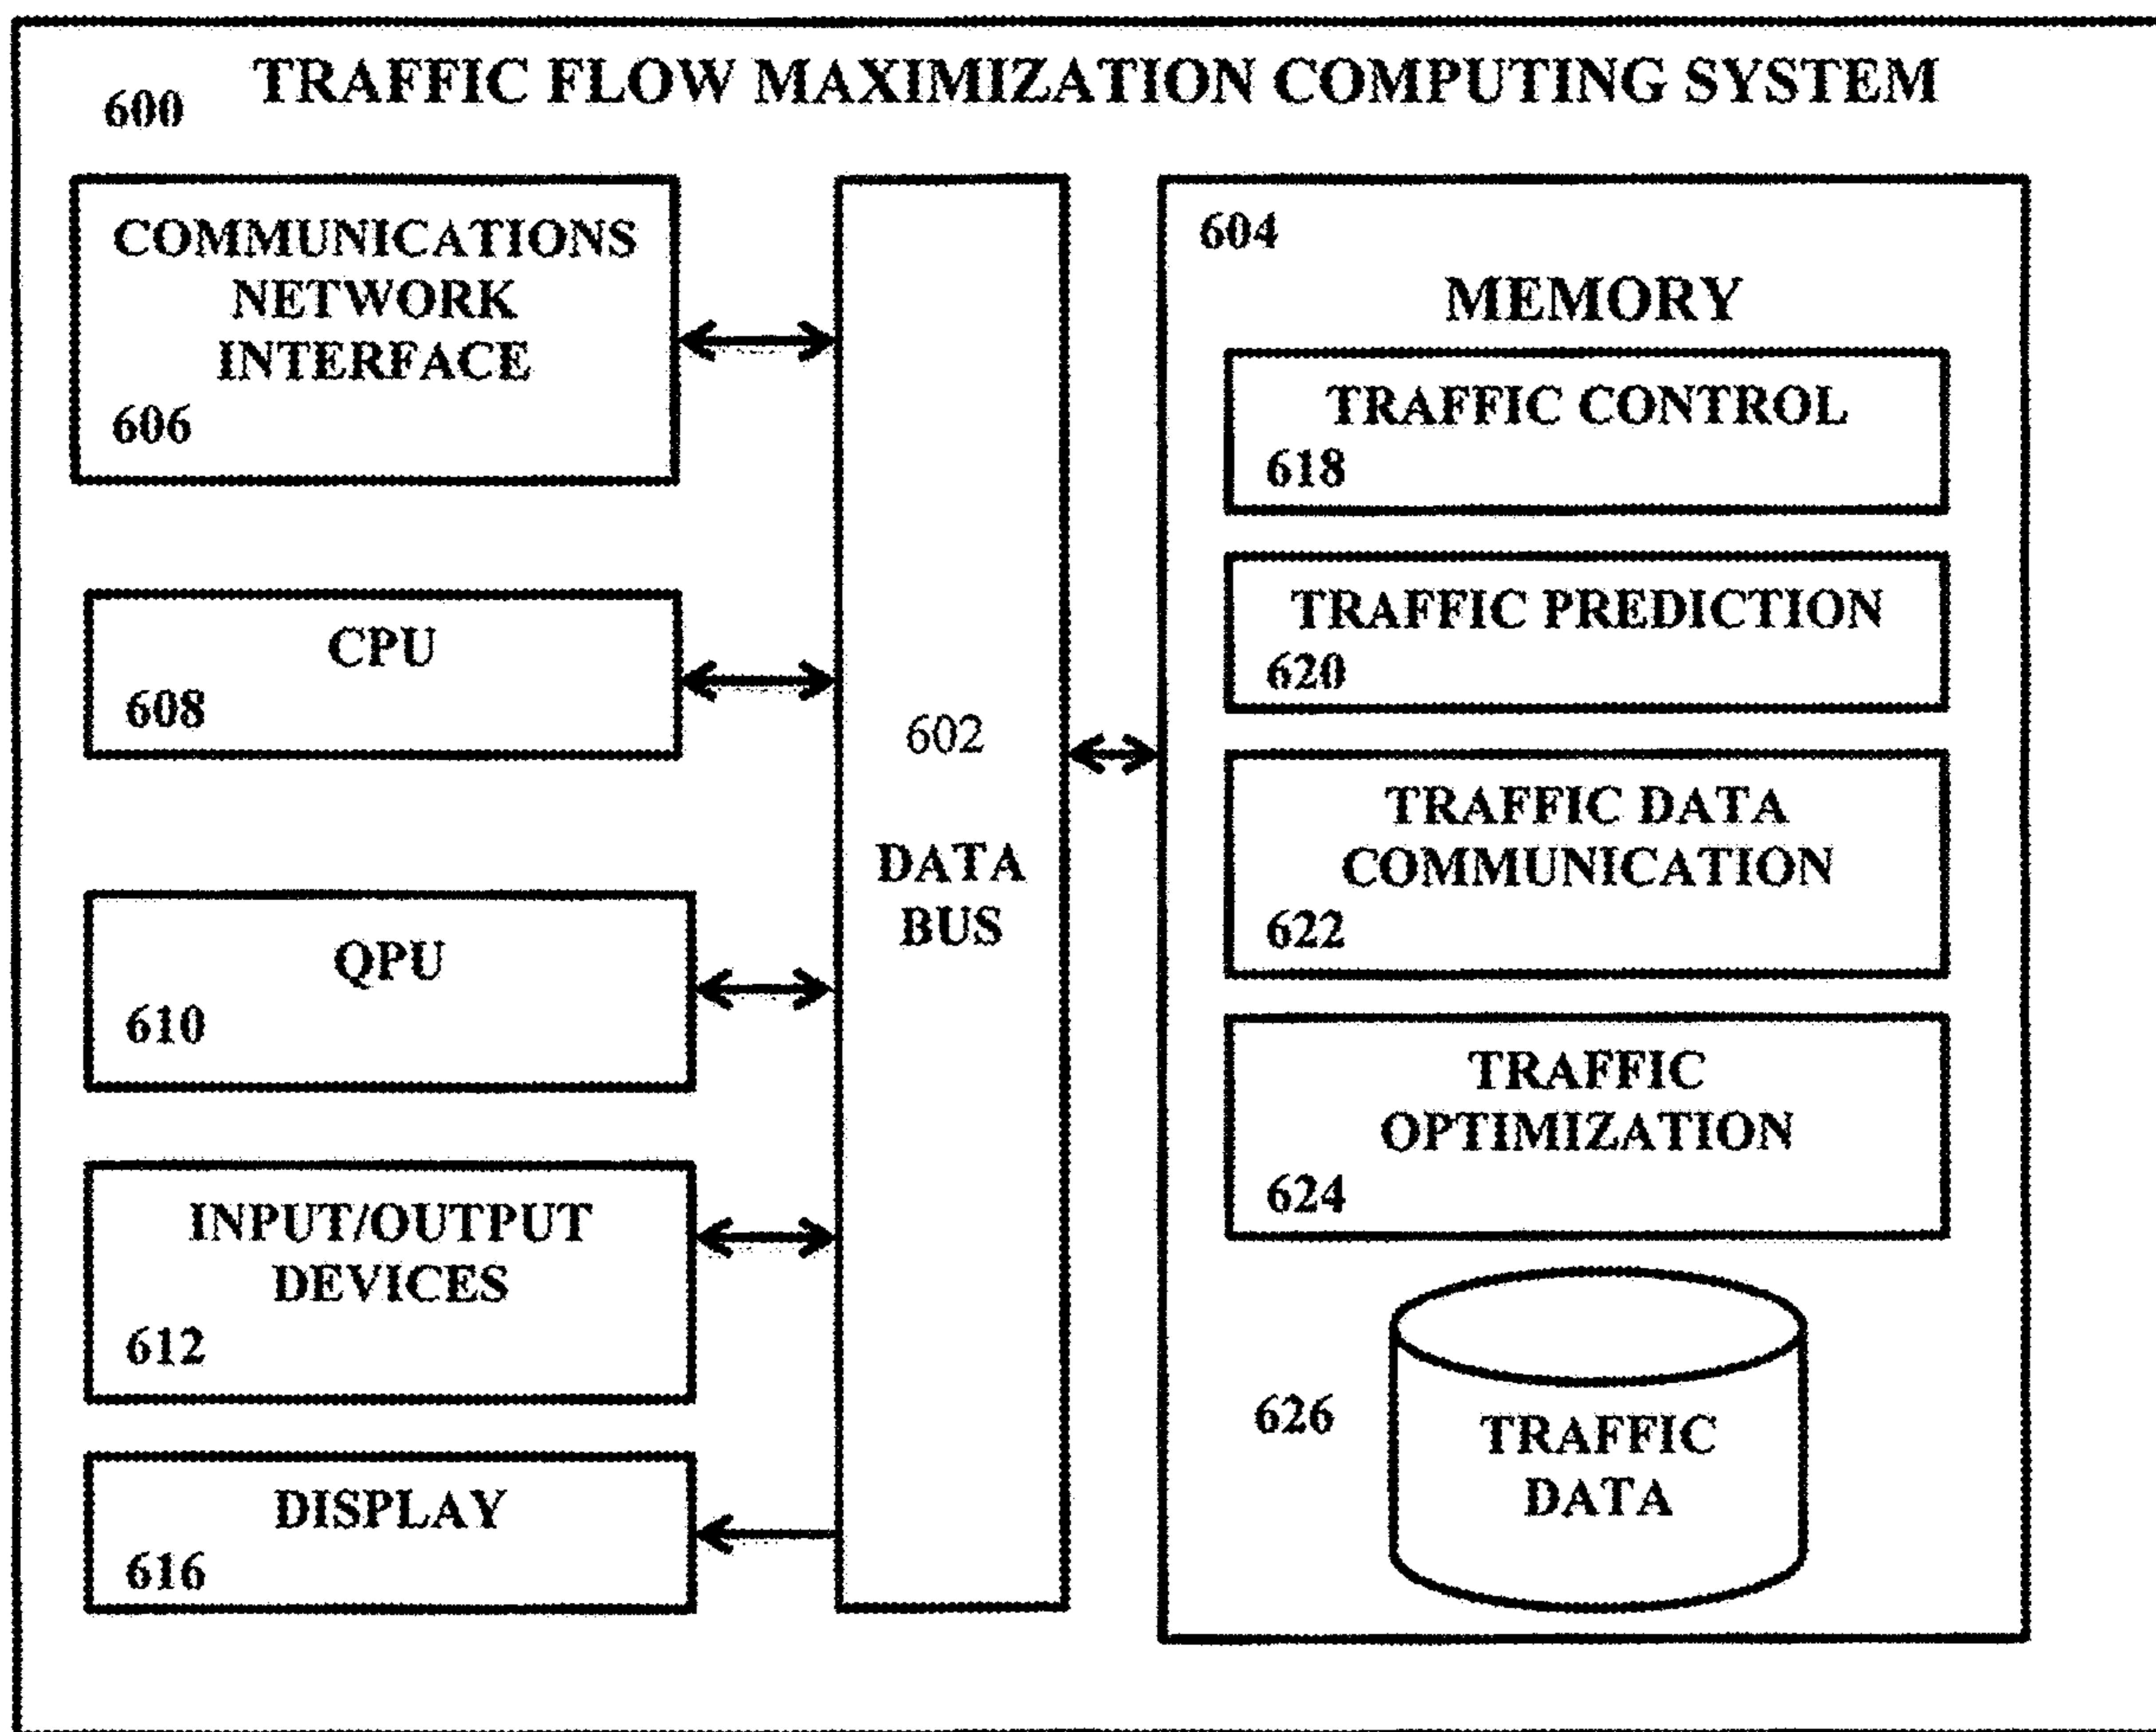 TRAFFIC FLOW MAXIMIZATION COMPUTING SYSTEM
600
COMMUNICATIONS
NETWORK
INTERFACE
606
CPU
608
QPU
610
INPUT/OUTPUT
DEVICES
612
DISPLAY
616
602
DATA
BUS
604
MEMORY
TRAFFIC CONTROL
618
TRAFFIC PREDICTION
620
TRAFFIC DATA
COMMUNICATION
622
TRAFFIC
OPTIMIZATION
624
626
TRAFFIC
DATA